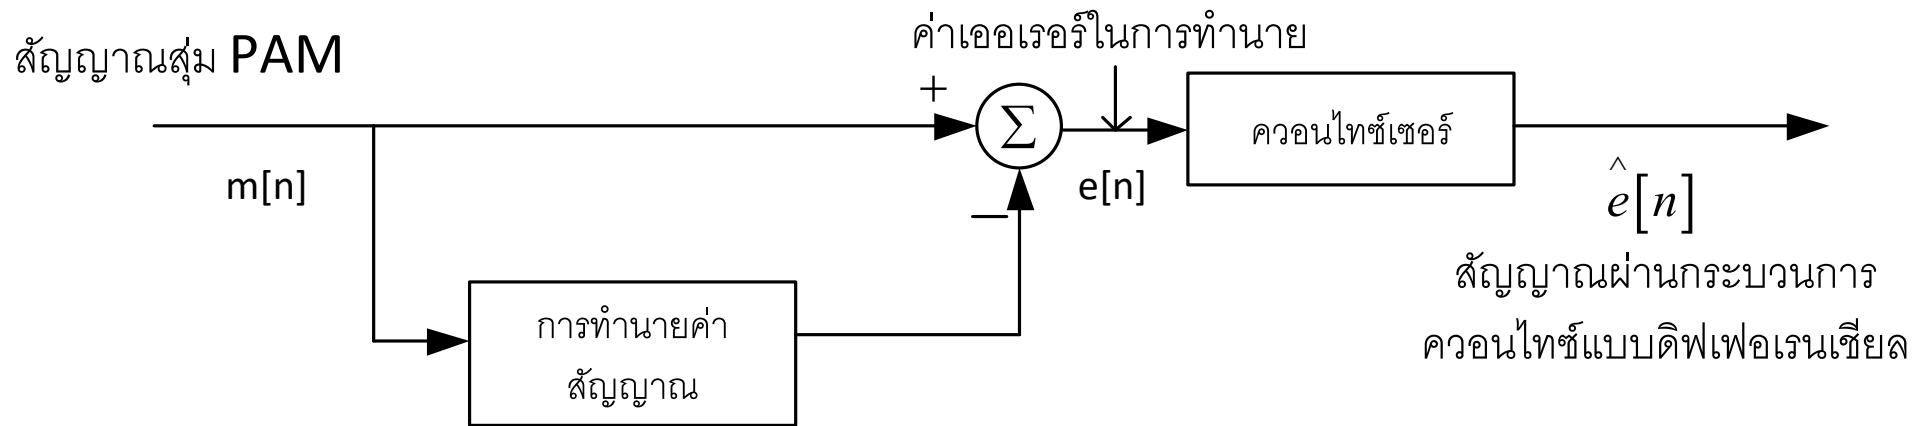 ค่าเออเรอร์ในการทำนาย
สัญญาณสุ่ม PAM
+
Σ
ควอนไทซ์เซอร์
m[n]
e[n]
−
ê[n]
สัญญาณผ่านกระบวนการ
ควอนไทซ์แบบดิฟเฟอเรนเชียล
การทำนายค่า
สัญญาณ